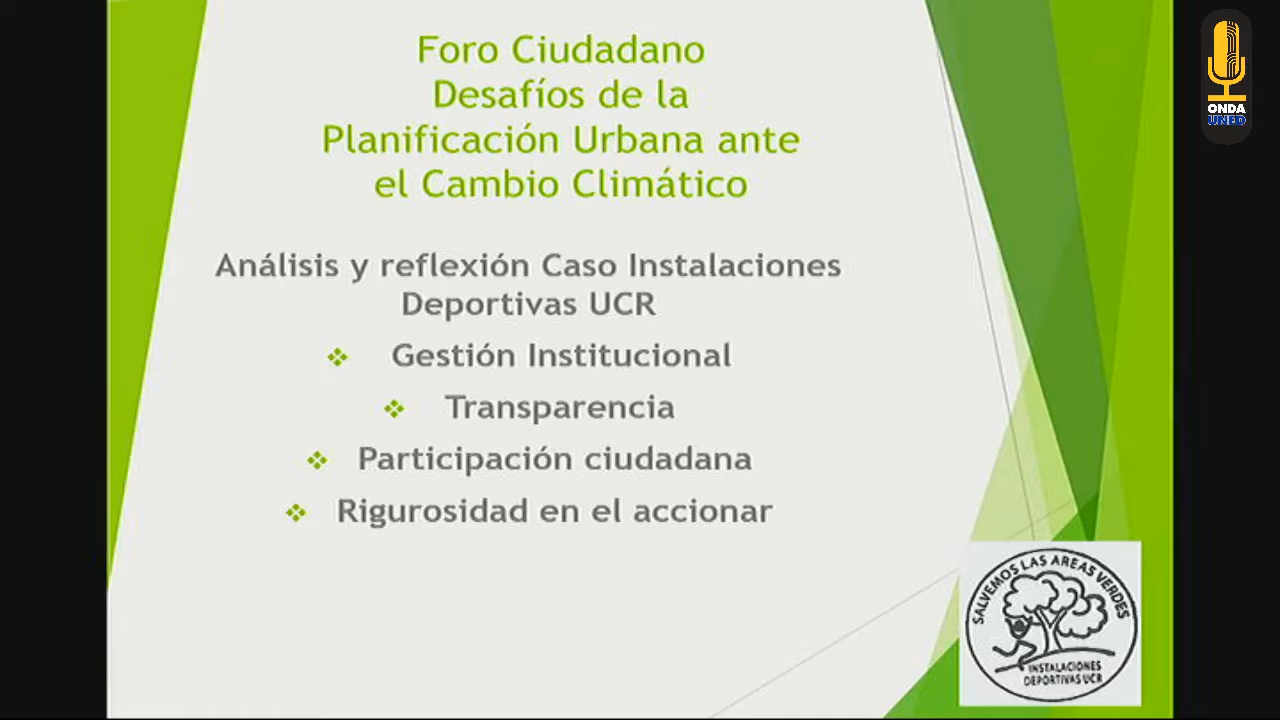 Foro Ciudadano
Desafíos de la
Planificación Urbana ante
el Cambio Climático
Análisis y reflexión Caso Instalaciones
Deportivas UCR
Gestión Institucional
Transparencia
Participación ciudadana
Rigurosidad en el accionar
SALVEMOS LAS AREAS VERDES
INSTALACIONES
DEPORTIVAS UCR
ONDA
UNED